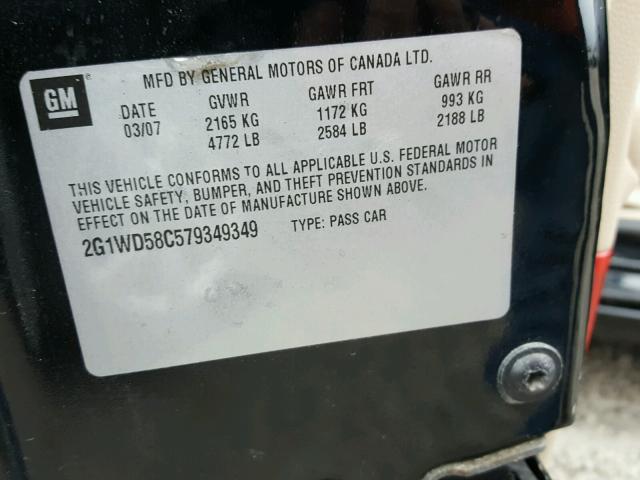 GM
MFD BY GENERAL MOTORS OF CANADA LTD.
DATE GVWR GAWR FRT GAWR RR
03/07 2165 KG 1172 KG 993 KG
4772 LB 2584 LB 2188 LB
THIS VEHICLE CONFORMS TO ALL APPLICABLE U.S. FEDERAL MOTOR
VEHICLE SAFETY, BUMPER, AND THEFT PREVENTION STANDARDS IN
EFFECT ON THE DATE OF MANUFACTURE SHOWN ABOVE.
2G1WD58C579349349 TYPE: PASS CAR